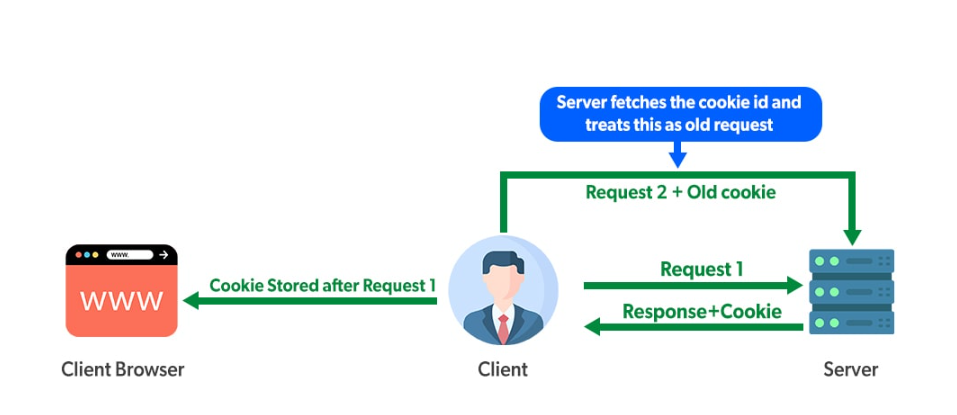 Server fetches the cookie id and
treats this as old request
Request 2 + Old cookie
www.
www
Cookie Stored after Request 1
Request 1
Response+Cookie
Client Browser
Client
Server